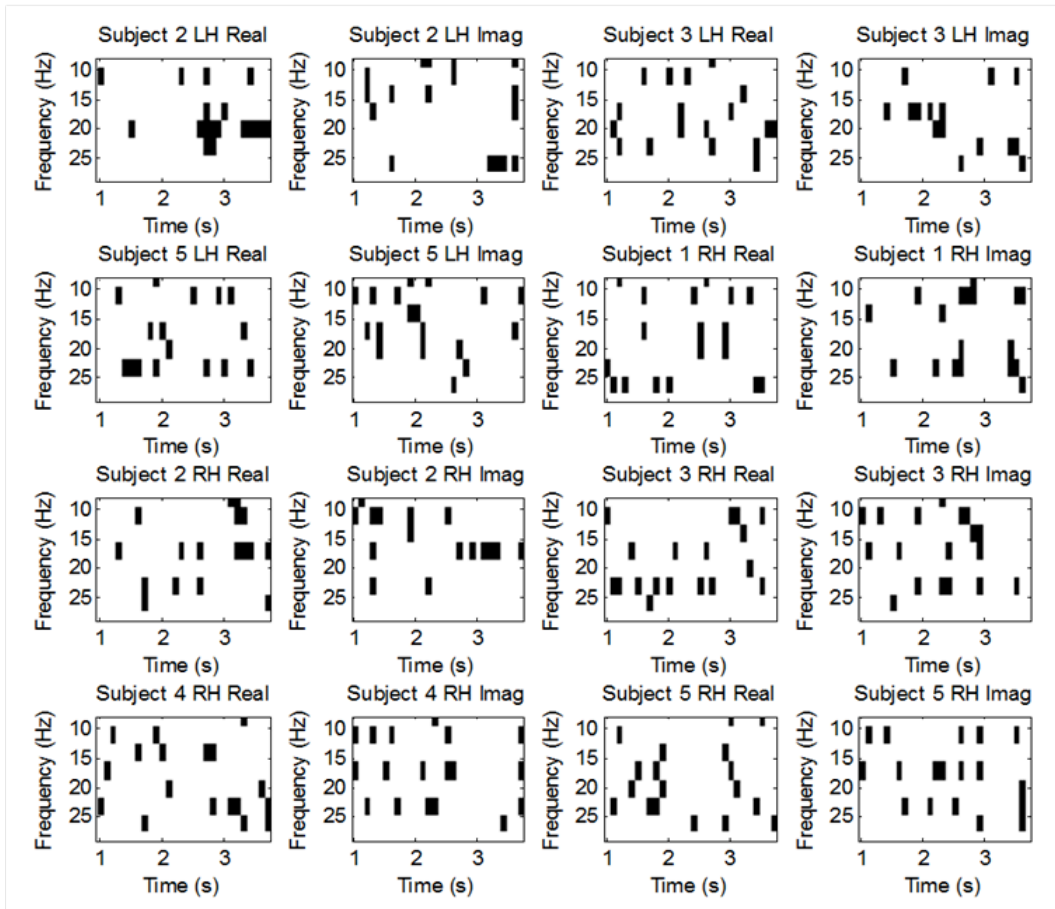 Subject 2 LH Real Subject 2 LH Imag Subject 3 LH Real Subject 3 LH Imag
Frequency (Hz) Frequency (Hz) Frequency (Hz) Frequency (Hz)
10 10 10 10
15 15 15 15
20 20 20 20
25 25 25 25
1 2 3 1 2 3 1 2 3 1 2 3
Time (s) Time (s) Time (s) Time (s)
Subject 5 LH Real Subject 5 LH Imag Subject 1 RH Real Subject 1 RH Imag
Frequency (Hz) Frequency (Hz) Frequency (Hz) Frequency (Hz)
10 10 10 10
15 15 15 15
20 20 20 20
25 25 25 25
1 2 3 1 2 3 1 2 3 1 2 3
Time (s) Time (s) Time (s) Time (s)
Subject 2 RH Real Subject 2 RH Imag Subject 3 RH Real Subject 3 RH Imag
Frequency (Hz) Frequency (Hz) Frequency (Hz) Frequency (Hz)
10 10 10 10
15 15 15 15
20 20 20 20
25 25 25 25
1 2 3 1 2 3 1 2 3 1 2 3
Time (s) Time (s) Time (s) Time (s)
Subject 4 RH Real Subject 4 RH Imag Subject 5 RH Real Subject 5 RH Imag
Frequency (Hz) Frequency (Hz) Frequency (Hz) Frequency (Hz)
10 10 10 10
15 15 15 15
20 20 20 20
25 25 25 25
1 2 3 1 2 3 1 2 3 1 2 3
Time (s) Time (s) Time (s) Time (s)